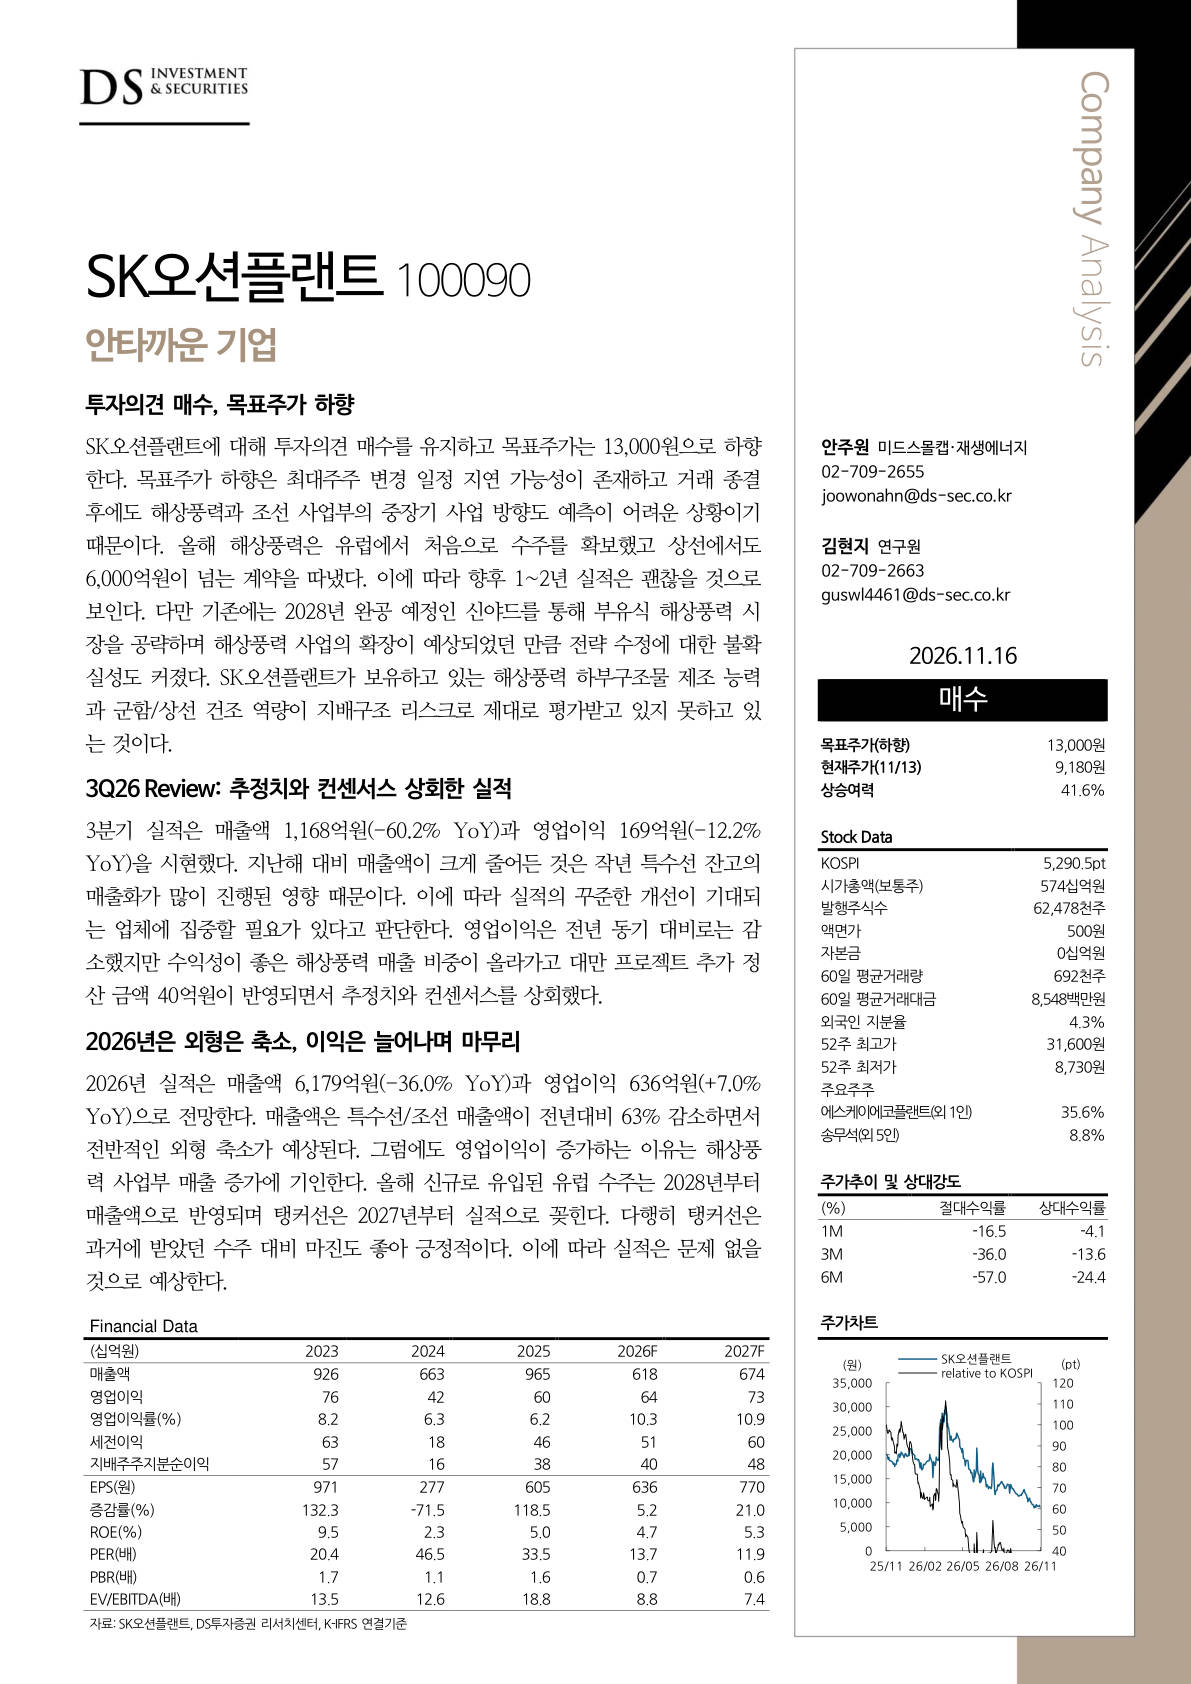 DS INVESTMENT
& SECURITIES
Company Analysis
SK오션플랜트 100090
안타까운 기업
투자의견 매수, 목표주가 하향
SK오션플랜트에 대해 투자의견 매수를 유지하고 목표주가는 13,000원으로 하향
한다. 목표주가 하향은 최대주주 변경 일정 지연 가능성이 존재하고 거래 종결
후에도 해상풍력과 조선 사업부의 중장기 사업 방향도 예측이 어려운 상황이기
때문이다. 올해 해상풍력은 유럽에서 처음으로 수주를 확보했고 상선에서도
6,000억원이 넘는 계약을 따냈다. 이에 따라 향후 1~2년 실적은 괜찮을 것으로
보인다. 다만 기존에는 2028년 완공 예정인 신야드를 통해 부유식 해상풍력 시
장을 공략하며 해상풍력 사업의 확장이 예상되었던 만큼 전략 수정에 대한 불확
실성도 커졌다. SK오션플랜트가 보유하고 있는 해상풍력 하부구조물 제조 능력
과 군함/상선 건조 역량이 지배구조 리스크로 제대로 평가받고 있지 못하고 있
는 것이다.
3Q26 Review: 추정치와 컨센서스 상회한 실적
3분기 실적은 매출액 1,168억원(-60.2% YoY)과 영업이익 169억원(-12.2%
YoY)을 시현했다. 지난해 대비 매출액이 크게 줄어든 것은 작년 특수선 잔고의
매출화가 많이 진행된 영향 때문이다. 이에 따라 실적의 꾸준한 개선이 기대되
는 업체에 집중할 필요가 있다고 판단한다. 영업이익은 전년 동기 대비로는 감
소했지만 수익성이 좋은 해상풍력 매출 비중이 올라가고 대만 프로젝트 추가 정
산 금액 40억원이 반영되면서 추정치와 컨센서스를 상회했다.
2026년은 외형은 축소, 이익은 늘어나며 마무리
2026년 실적은 매출액 6,179억원(-36.0% YoY)과 영업이익 636억원(+7.0%
YoY)으로 전망한다. 매출액은 특수선/조선 매출액이 전년대비 63% 감소하면서
전반적인 외형 축소가 예상된다. 그럼에도 영업이익이 증가하는 이유는 해상풍
력 사업부 매출 증가에 기인한다. 올해 신규로 유입된 유럽 수주는 2028년부터
매출액으로 반영되며 탱커선은 2027년부터 실적으로 꽂힌다. 다행히 탱커선은
과거에 받았던 수주 대비 마진도 좋아 긍정적이다. 이에 따라 실적은 문제 없을
것으로 예상한다.
Financial Data
(십억원) 2023 2024 2025 2026F 2027F
매출액 926 663 965 618 674
영업이익 76 42 60 64 73
영업이익률(%) 8.2 6.3 6.2 10.3 10.9
세전이익 63 18 46 51 60
지배주주지분순이익 57 16 38 40 48
EPS(원) 971 277 605 636 770
증감률(%) 132.3 -71.5 118.5 5.2 21.0
ROE(%) 9.5 2.3 5.0 4.7 5.3
PER(배) 20.4 46.5 33.5 13.7 11.9
PBR(배) 1.7 1.1 1.6 0.7 0.6
EV/EBITDA(배) 13.5 12.6 18.8 8.8 7.4
자료: SK오션플랜트, DS투자증권 리서치센터, K-IFRS 연결기준
안주원 미드스몰캡·재생에너지
02-709-2655
joowonahn@ds-sec.co.kr
김현지 연구원
02-709-2663
guswl4461@ds-sec.co.kr
2026.11.16
매수
목표주가(하향) 13,000원
현재주가(11/13) 9,180원
상승여력 41.6%
Stock Data
KOSPI 5,290.5pt
시가총액(보통주) 574십억원
발행주식수 62,478천주
액면가 500원
자본금 0십억원
60일 평균거래량 692천주
60일 평균거래대금 8,548백만원
외국인 지분율 4.3%
52주 최고가 31,600원
52주 최저가 8,730원
주요주주
에스케이에코플랜트(외 1인) 35.6%
송무석(외 5인) 8.8%
주가추이 및 상대강도
(%) 절대수익률 상대수익률
1M -16.5 -4.1
3M -36.0 -13.6
6M -57.0 -24.4
주가차트
(원) SK오션플랜트 (pt)
relative to KOSPI
35,000 120
30,000 110
25,000 100
20,000 90
15,000 80
10,000 70
5,000 60
0 50
40
25/11 26/02 26/05 26/08 26/11